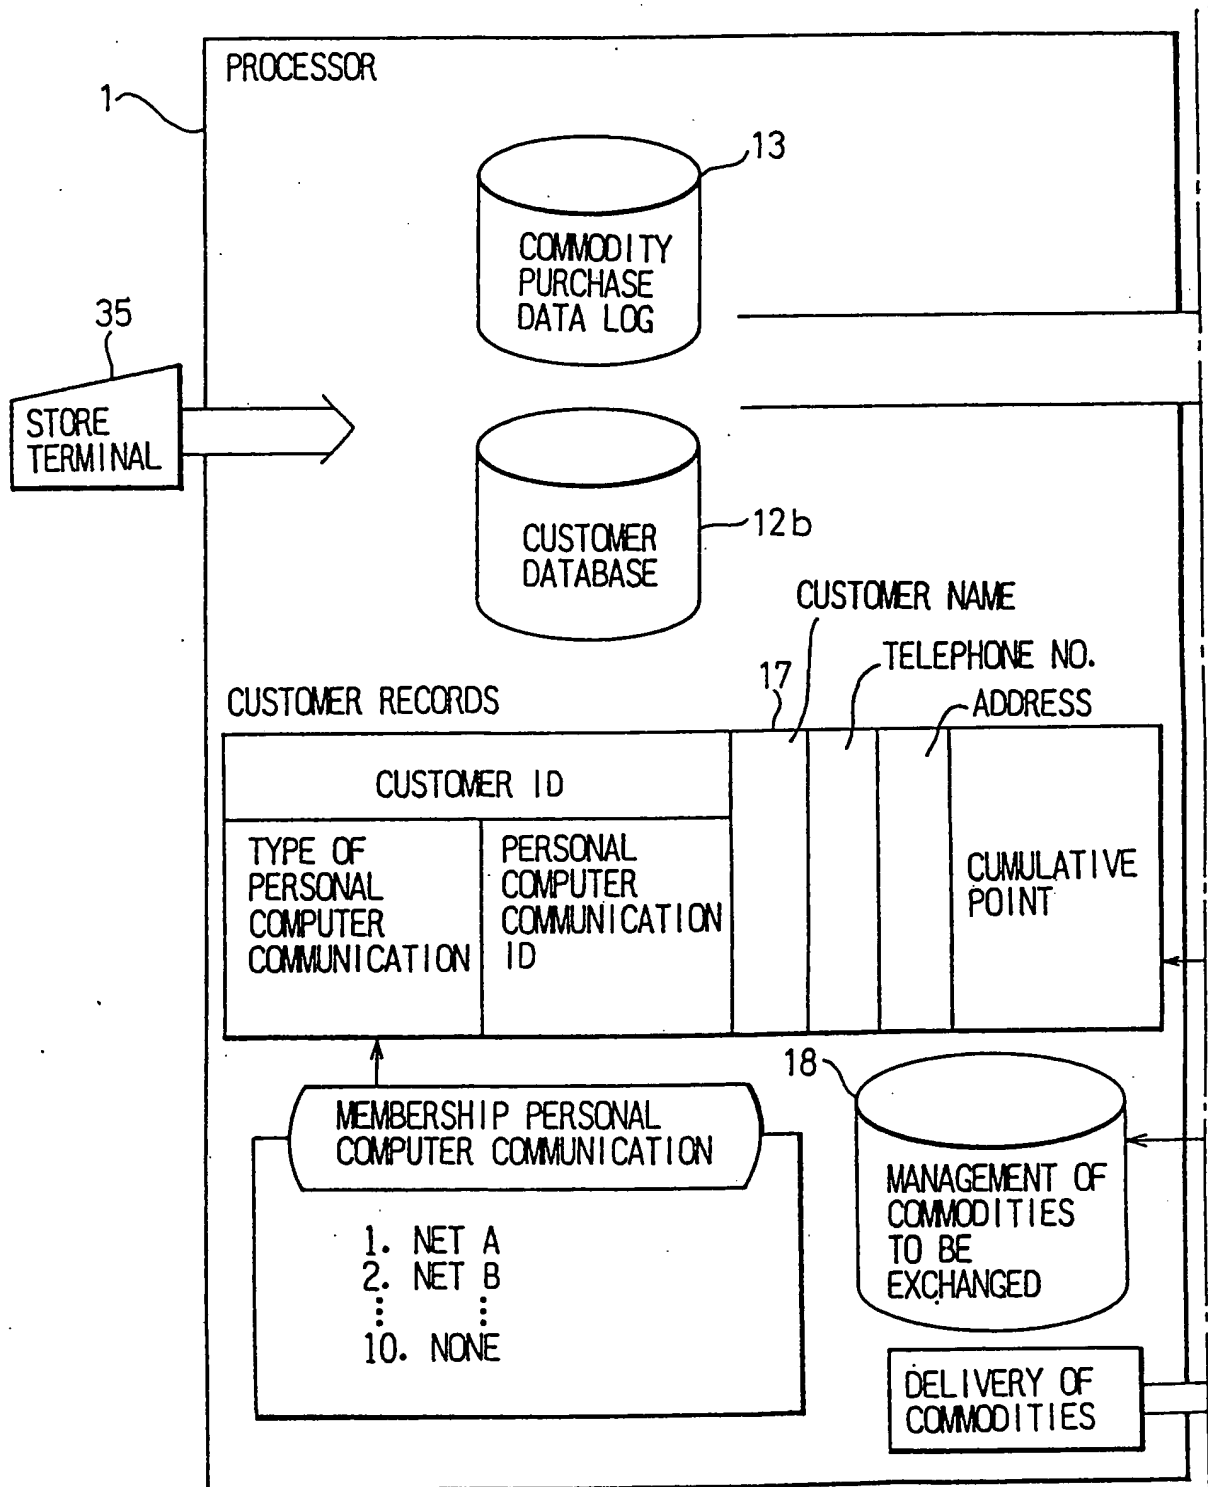 PROCESSOR
1
13
COMMODITY
PURCHASE
DATA LOG
35
STORE
TERMINAL
12b
CUSTOMER
DATABASE
CUSTOMER NAME
TELEPHONE NO.
17
ADDRESS
CUSTOMER RECORDS
CUSTOMER ID
TYPE OF
PERSONAL
COMPUTER
COMMUNICATION
PERSONAL
COMPUTER
COMMUNICATION
ID
CUMULATIVE
POINT
18
MEMBERSHIP PERSONAL
COMPUTER COMMUNICATION
1. NET A
2. NET B
⋮ ⋮
10. NONE
MANAGEMENT OF
COMMODITIES
TO BE
EXCHANGED
DELIVERY OF
COMMODITIES